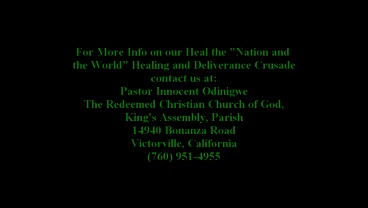 For More Info on our Heal the "Nation and
the World" Healing and Deliverance Crusade
contact us at:
Pastor Innocent Odinigwe
The Redeemed Christian Church of God,
King's Assembly, Parish
14940 Bonanza Road
Victorville, California
(760) 951-4955